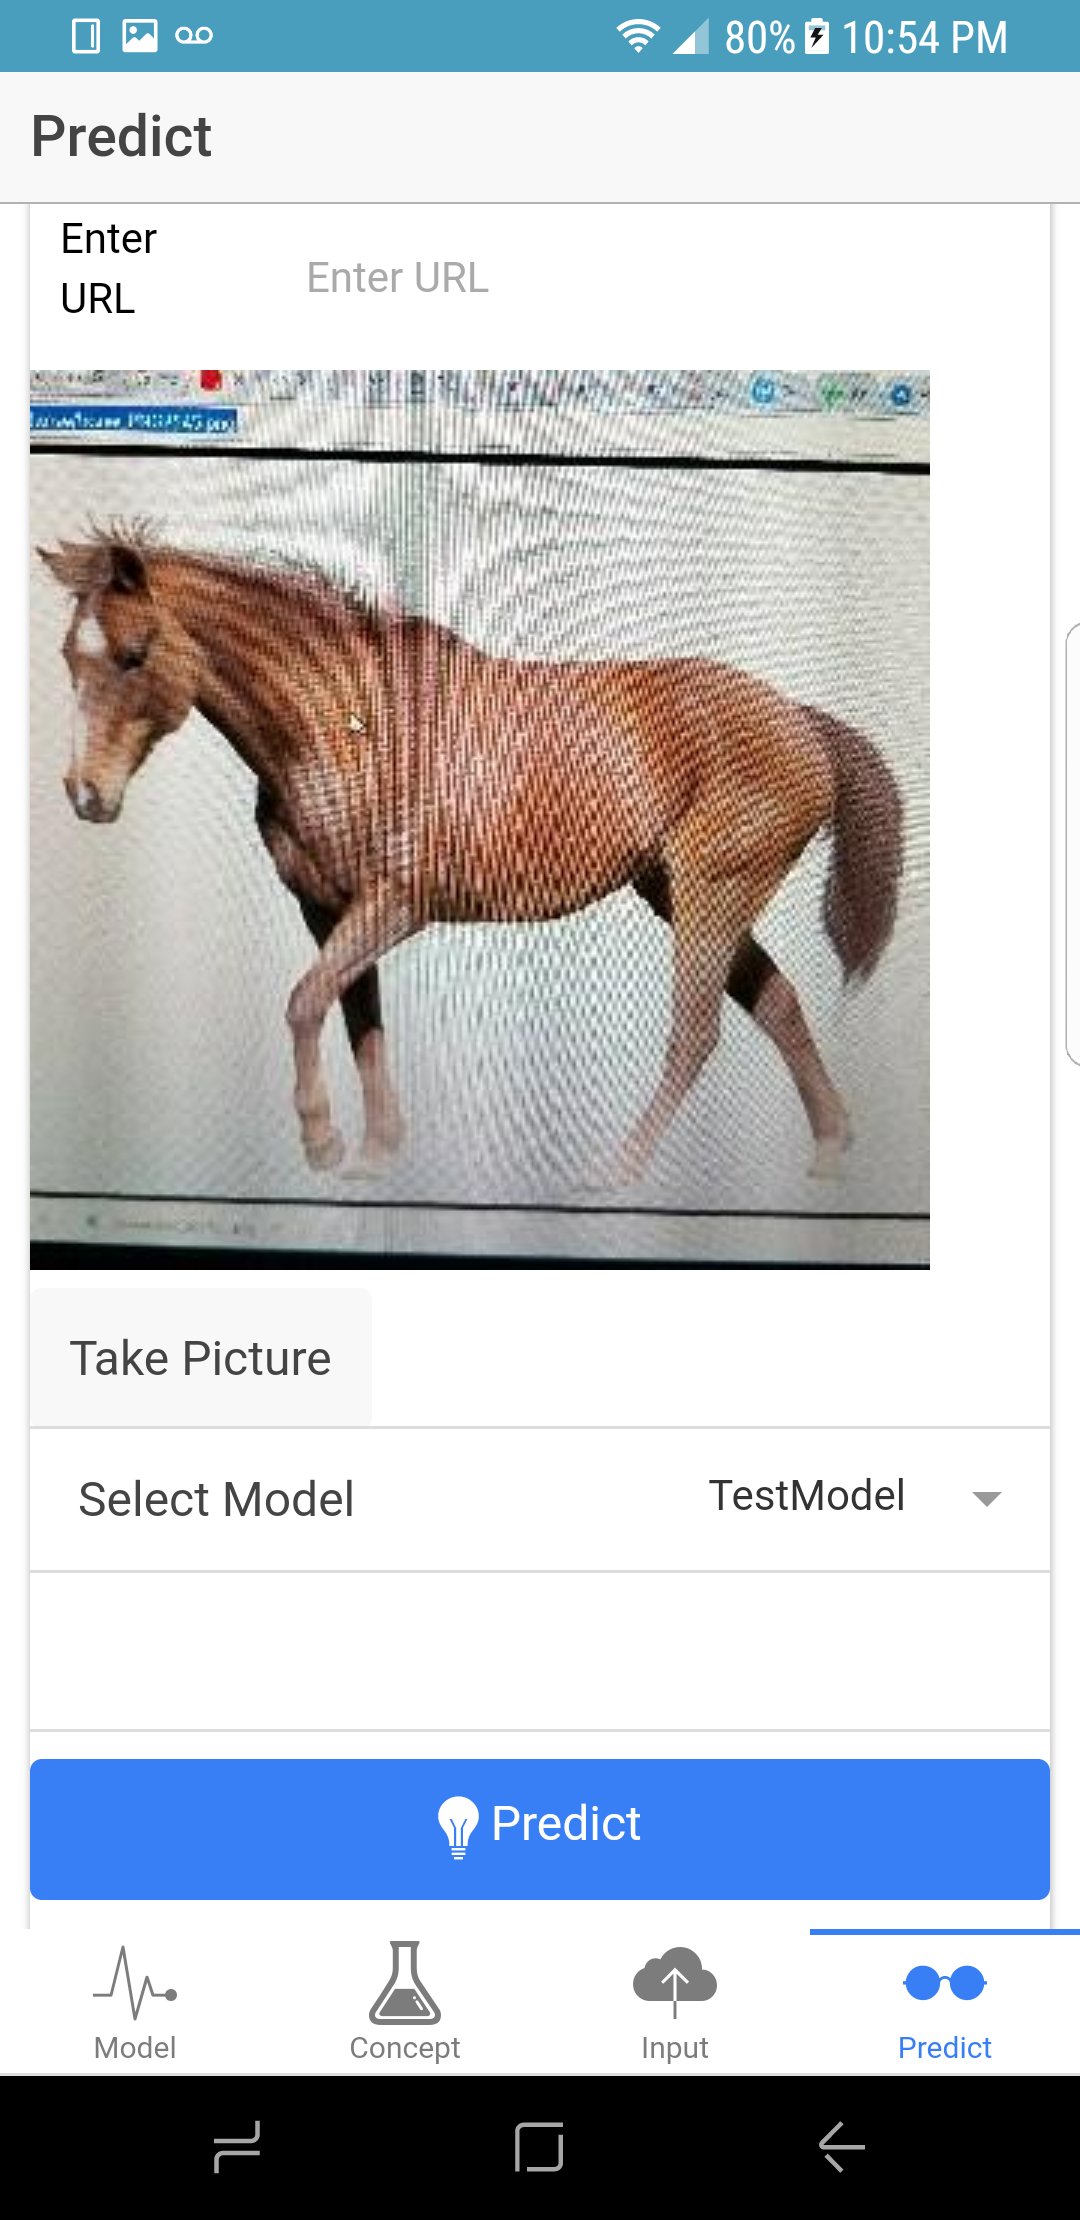 80% 10:54 PM
Predict
Enter
URL
Enter URL
Take Picture
Select Model
TestModel
Predict
Model
Concept
Input
Predict